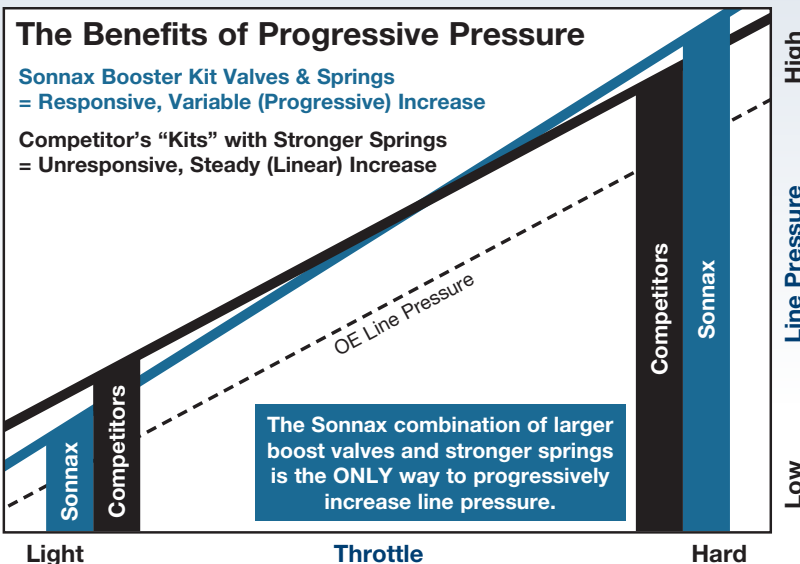 The Benefits of Progressive Pressure
Sonnax Booster Kit Valves & Springs
= Responsive, Variable (Progressive) Increase
Competitor’s “Kits” with Stronger Springs
= Unresponsive, Steady (Linear) Increase
High
Line Pressure
Low
OE Line Pressure
Sonnax
Competitors
Competitors
Sonnax
The Sonnax combination of larger
boost valves and stronger springs
is the ONLY way to progressively
increase line pressure.
Light
Throttle
Hard